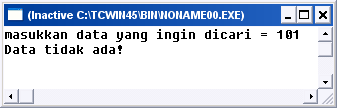 (Inactive C:\TCWIN45\BIN\NONAME00.EXE)
masukkan data yang ingin dicari = 101
Data tidak ada!